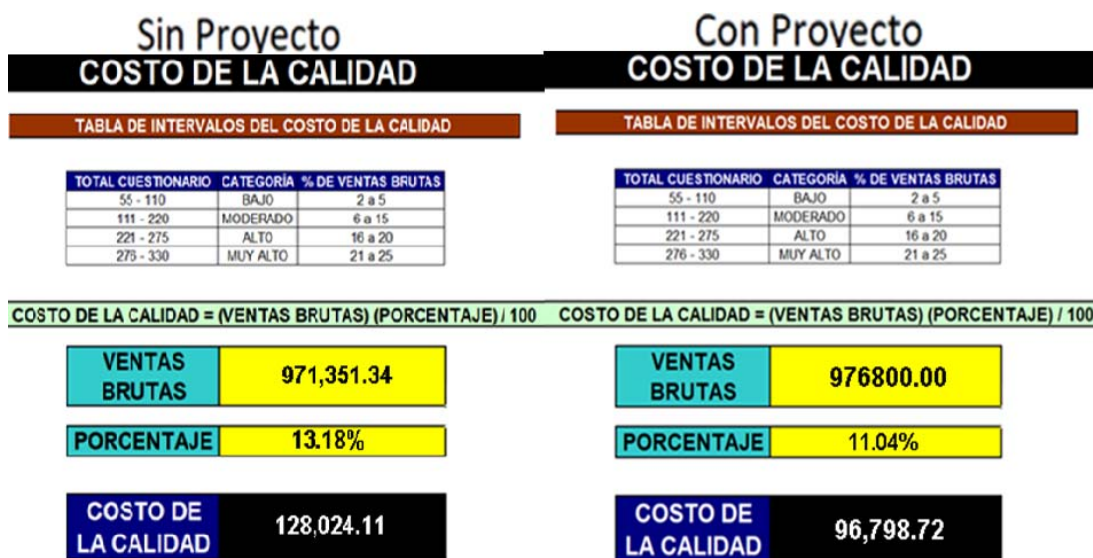 Sin Proyecto
COSTO DE LA CALIDAD
TABLA DE INTERVALOS DEL COSTO DE LA CALIDAD
TOTAL CUESTIONARIO CATEGORÍA % DE VENTAS BRUTAS
55 - 110 BAJO 2 a 5
111 - 220 MODERADO 6 a 15
221 - 275 ALTO 16 a 20
276 - 330 MUY ALTO 21 a 25
COSTO DE LA CALIDAD = (VENTAS BRUTAS) (PORCENTAJE) / 100
VENTAS
BRUTAS
971,351.34
PORCENTAJE 13.18%
COSTO DE
LA CALIDAD
128,024.11
Con Proyecto
COSTO DE LA CALIDAD
TABLA DE INTERVALOS DEL COSTO DE LA CALIDAD
TOTAL CUESTIONARIO CATEGORÍA % DE VENTAS BRUTAS
55 - 110 BAJO 2 a 5
111 - 220 MODERADO 6 a 15
221 - 275 ALTO 16 a 20
276 - 330 MUY ALTO 21 a 25
COSTO DE LA CALIDAD = (VENTAS BRUTAS) (PORCENTAJE) / 100
VENTAS
BRUTAS
976800.00
PORCENTAJE 11.04%
COSTO DE
LA CALIDAD
96,798.72